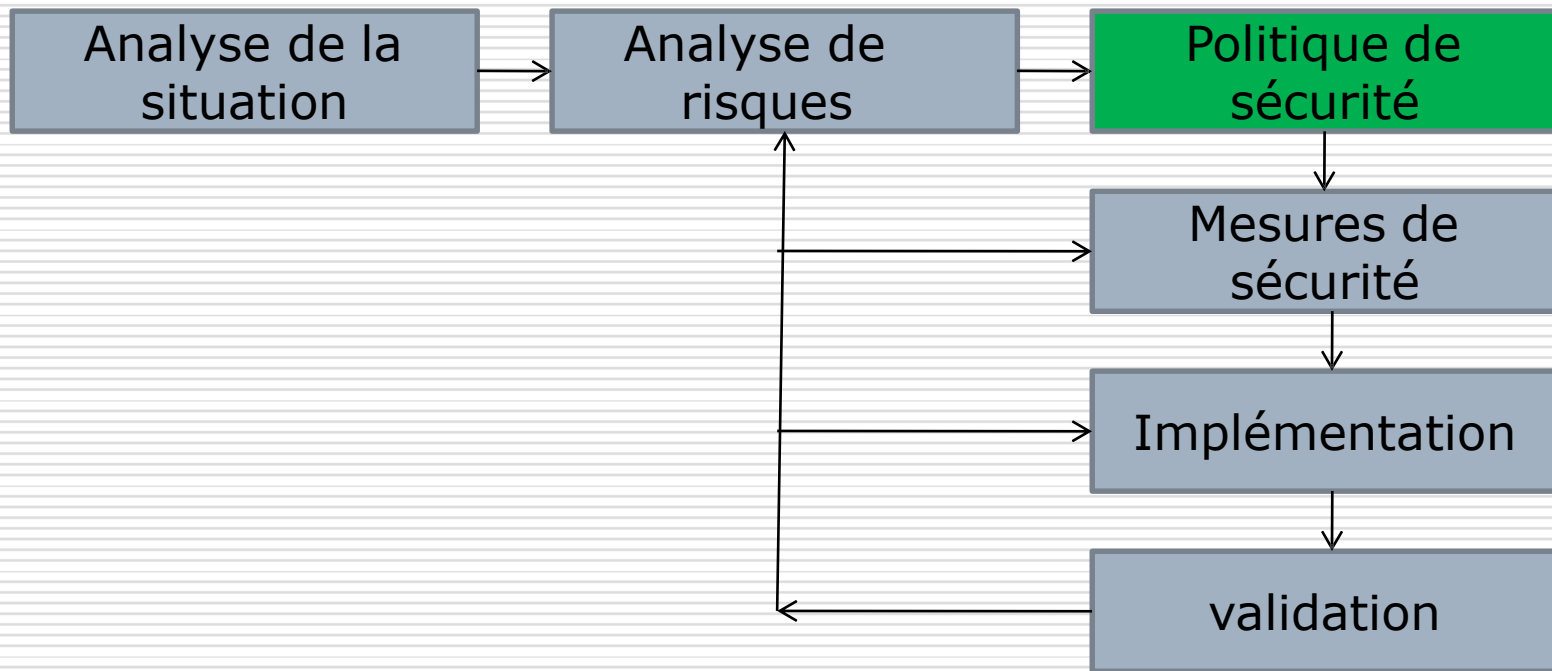 Analyse de la
situation
Analyse de
risques
Politique de
sécurité
Mesures de
sécurité
Implémentation
validation